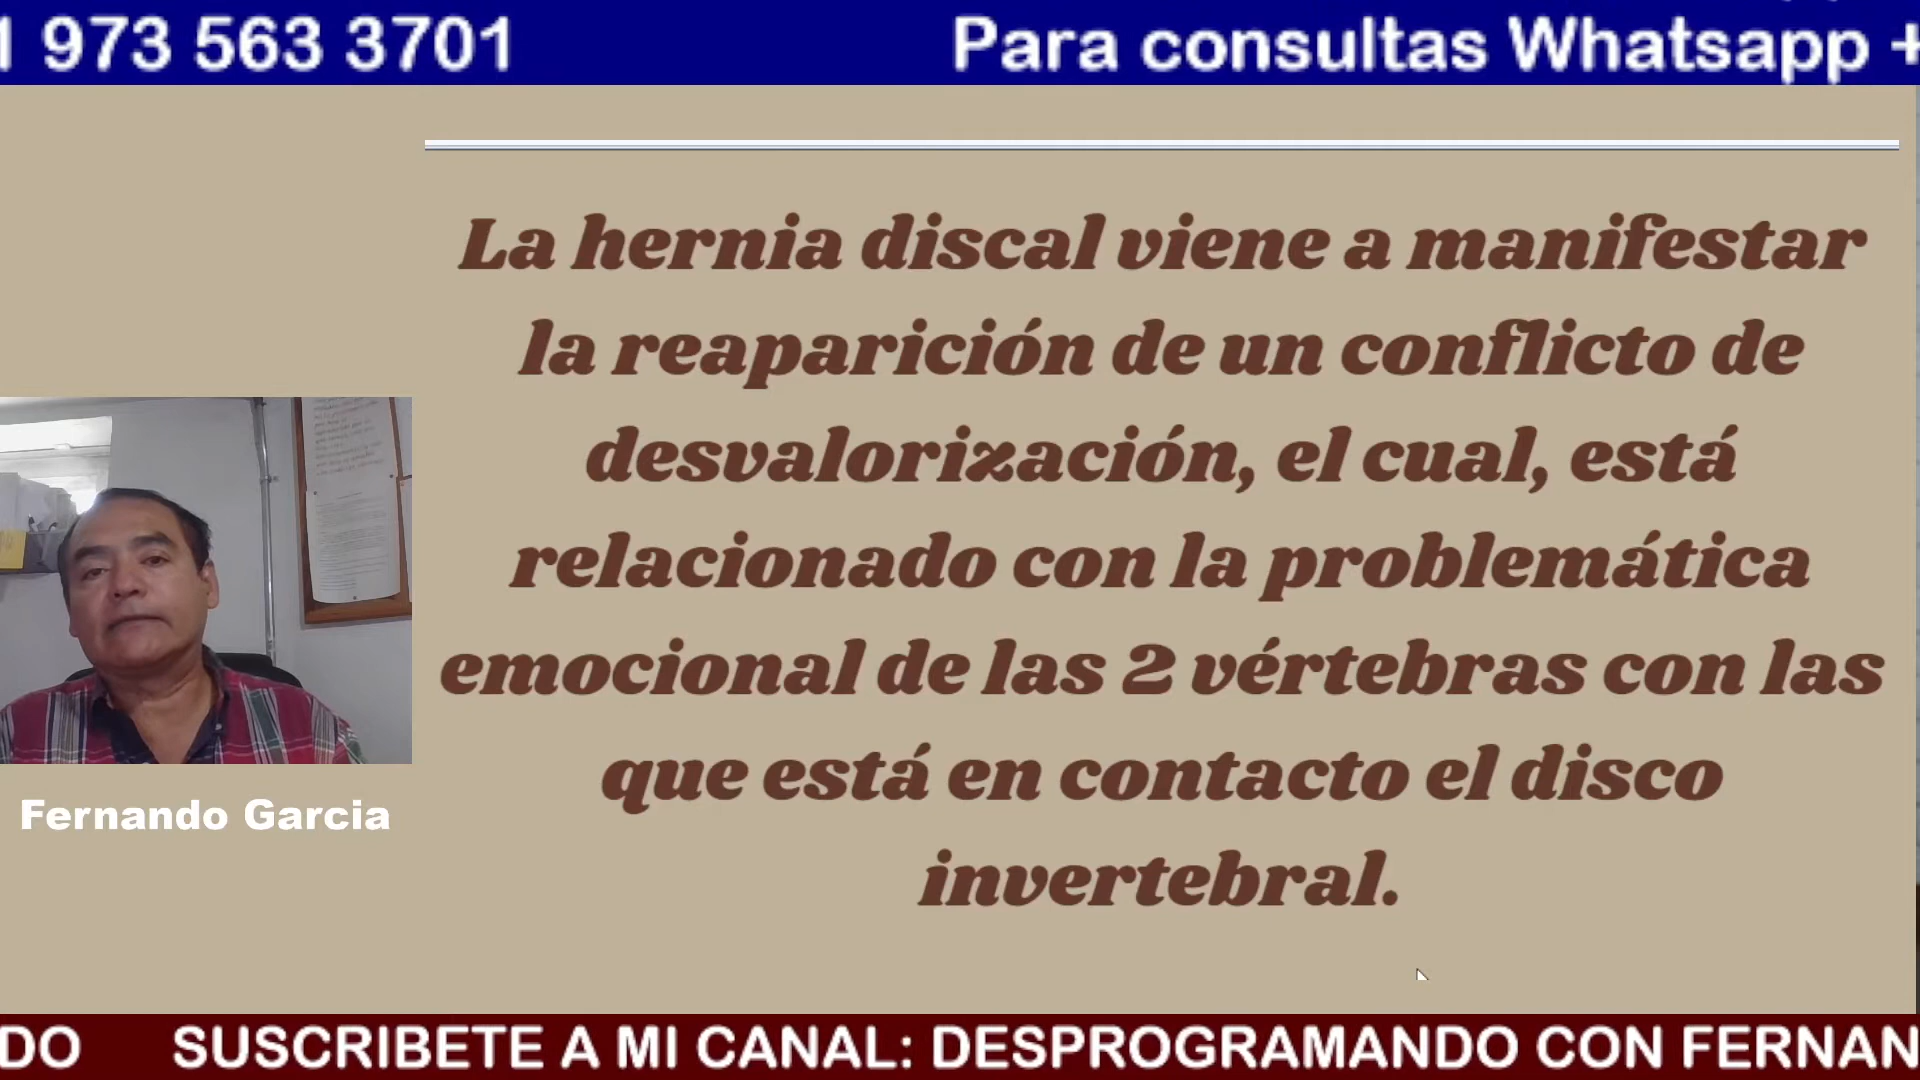 1 973 563 3701 Para consultas Whatsapp +
La hernia discal viene a manifestar
la reaparición de un conflicto de
desvalorización, el cual, está
relacionado con la problemática
emocional de las 2 vértebras con las
que está en contacto el disco
invertebral.
Fernando Garcia
DO SUSCRIBETE A MI CANAL: DESPROGRAMANDO CON FERNAN